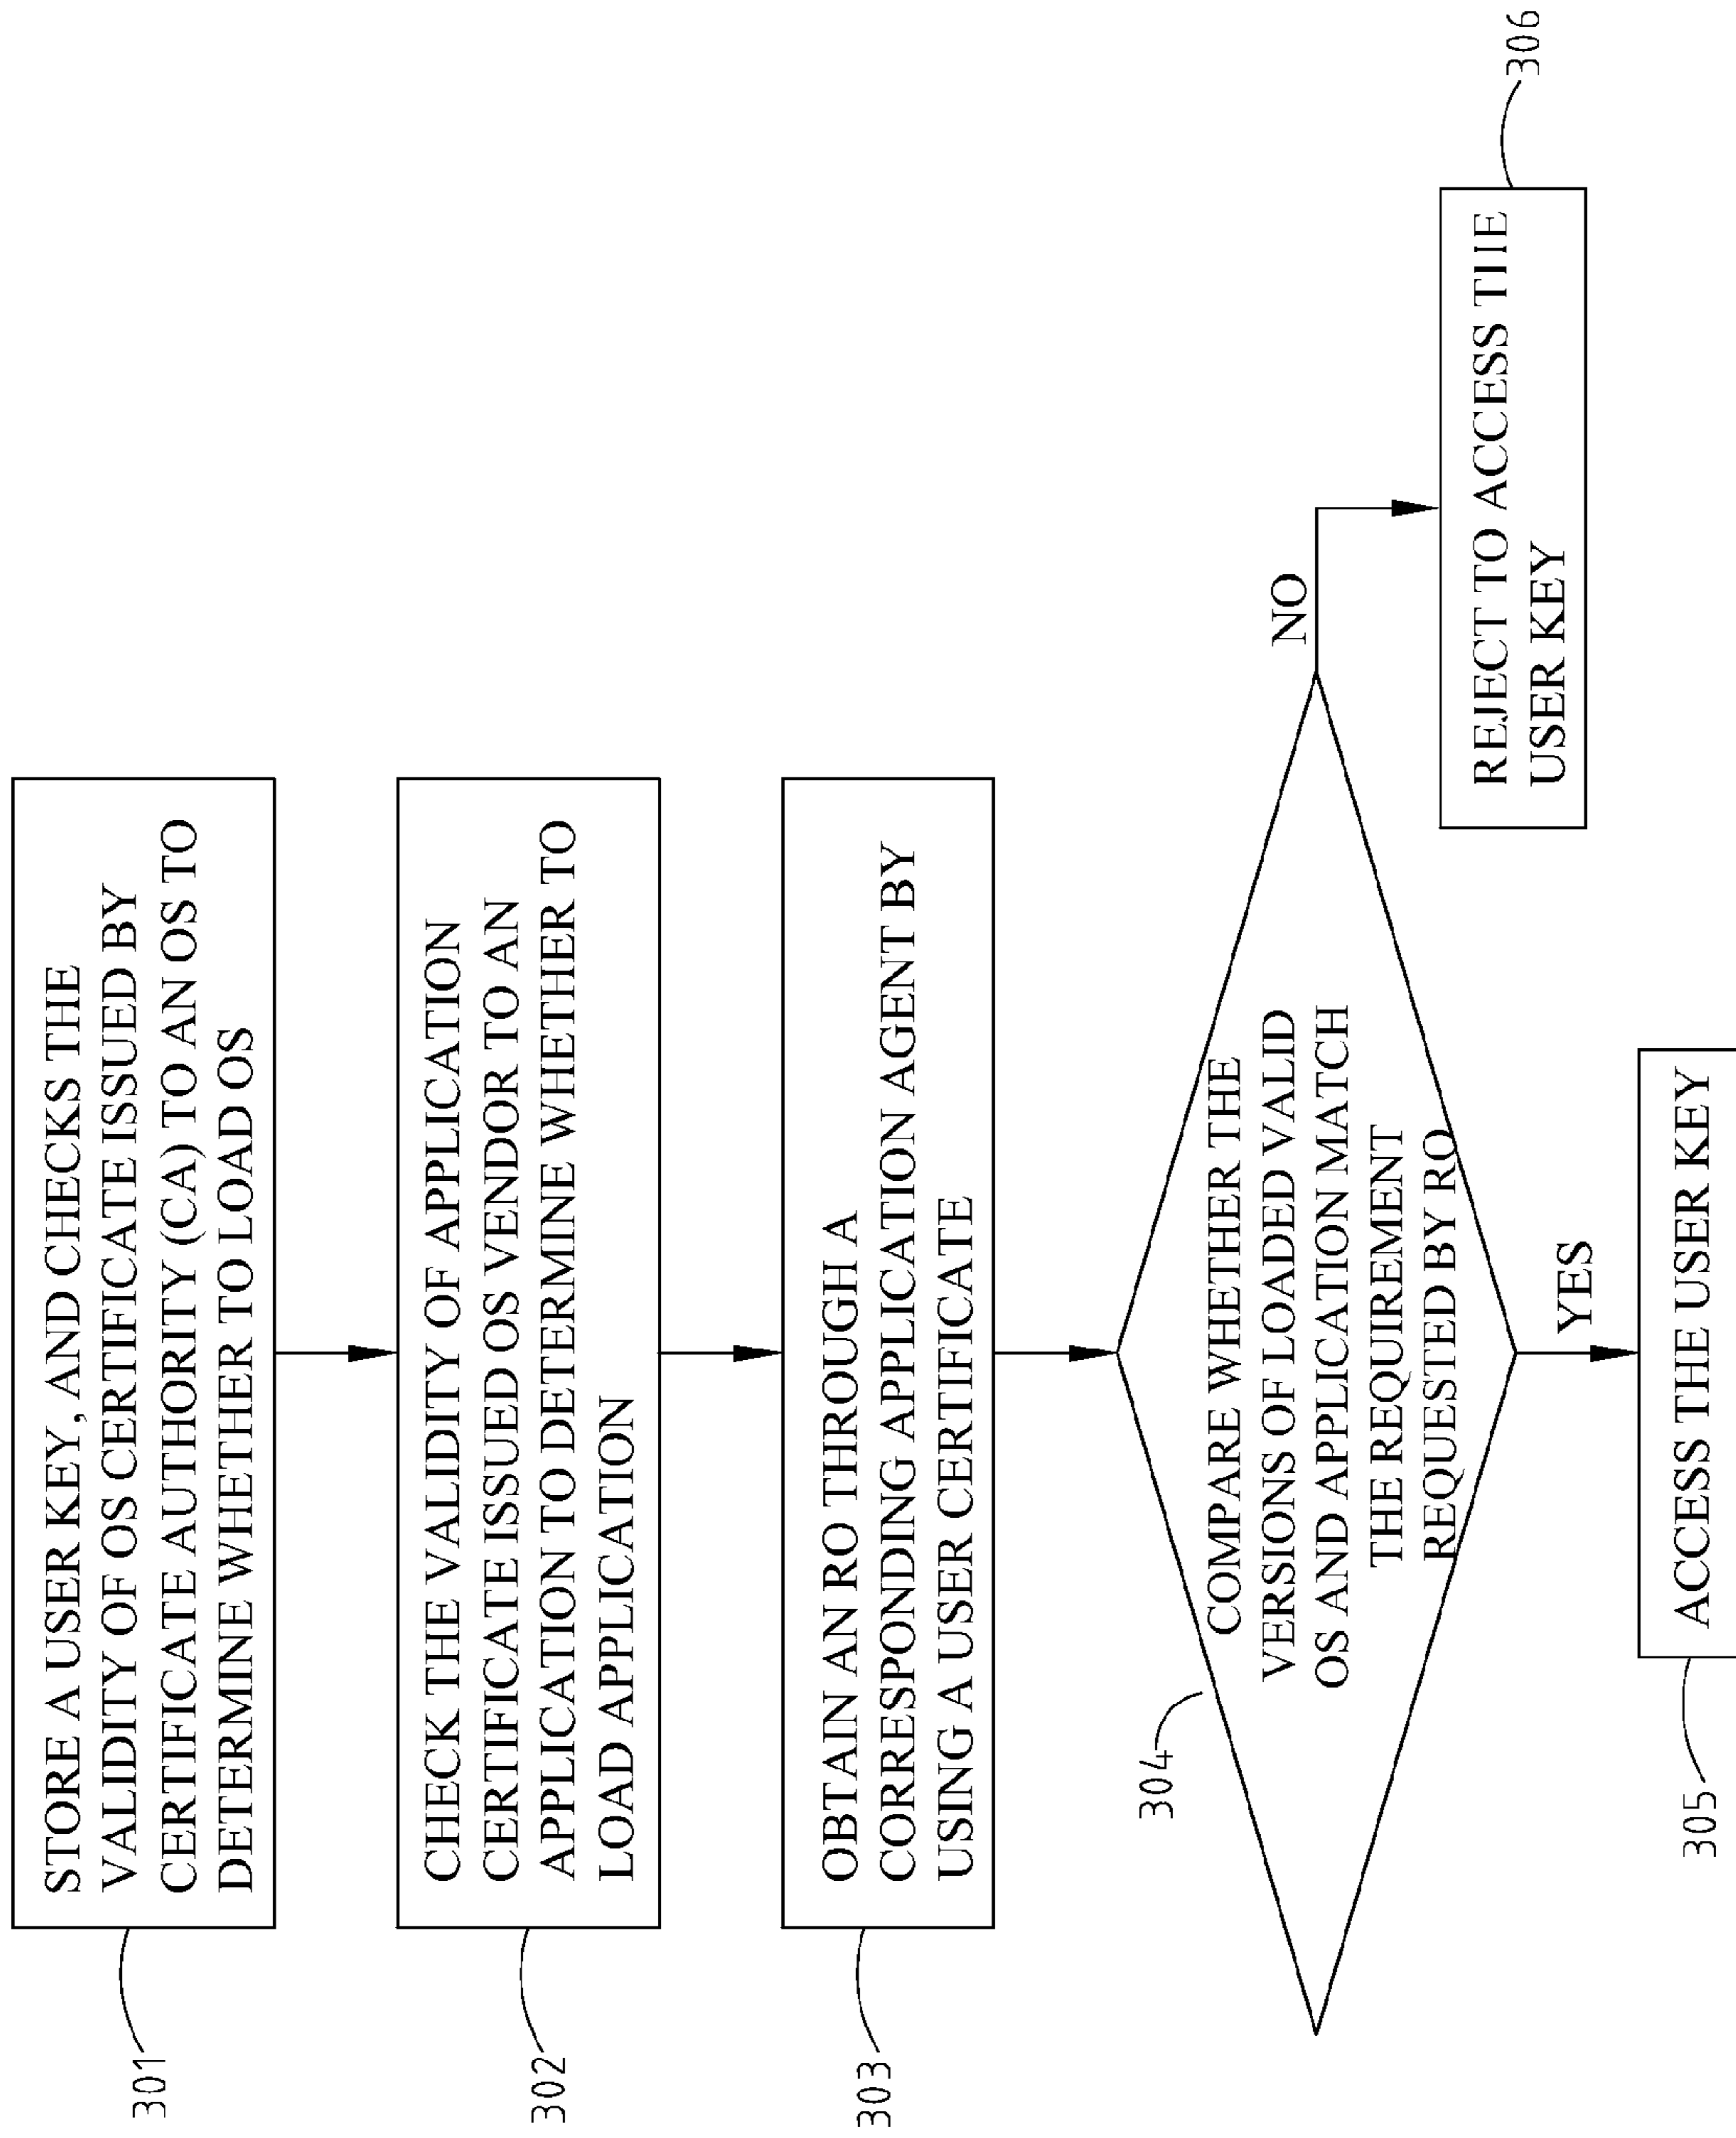 301
STORE A USER KEY, AND CHECKS THE
VALIDITY OF OS CERTIFICATE ISSUED BY
CERTIFICATE AUTHORITY (CA) TO AN OS TO
DETERMINE WHETHER TO LOAD OS
302
CHECK THE VALIDITY OF APPLICATION
CERTIFICATE ISSUED OS VENDOR TO AN
APPLICATION TO DETERMINE WHETHER TO
LOAD APPLICATION
303
OBTAIN AN RO THROUGH A
CORRESPONDING APPLICATION AGENT BY
USING A USER CERTIFICATE
304
COMPARE WHETHER THE
VERSIONS OF LOADED VALID
OS AND APPLICATION MATCH
THE REQUIREMENT
REQUESTED BY RO
NO
REJECT TO ACCESS THE
USER KEY
306
YES
305
ACCESS THE USER KEY